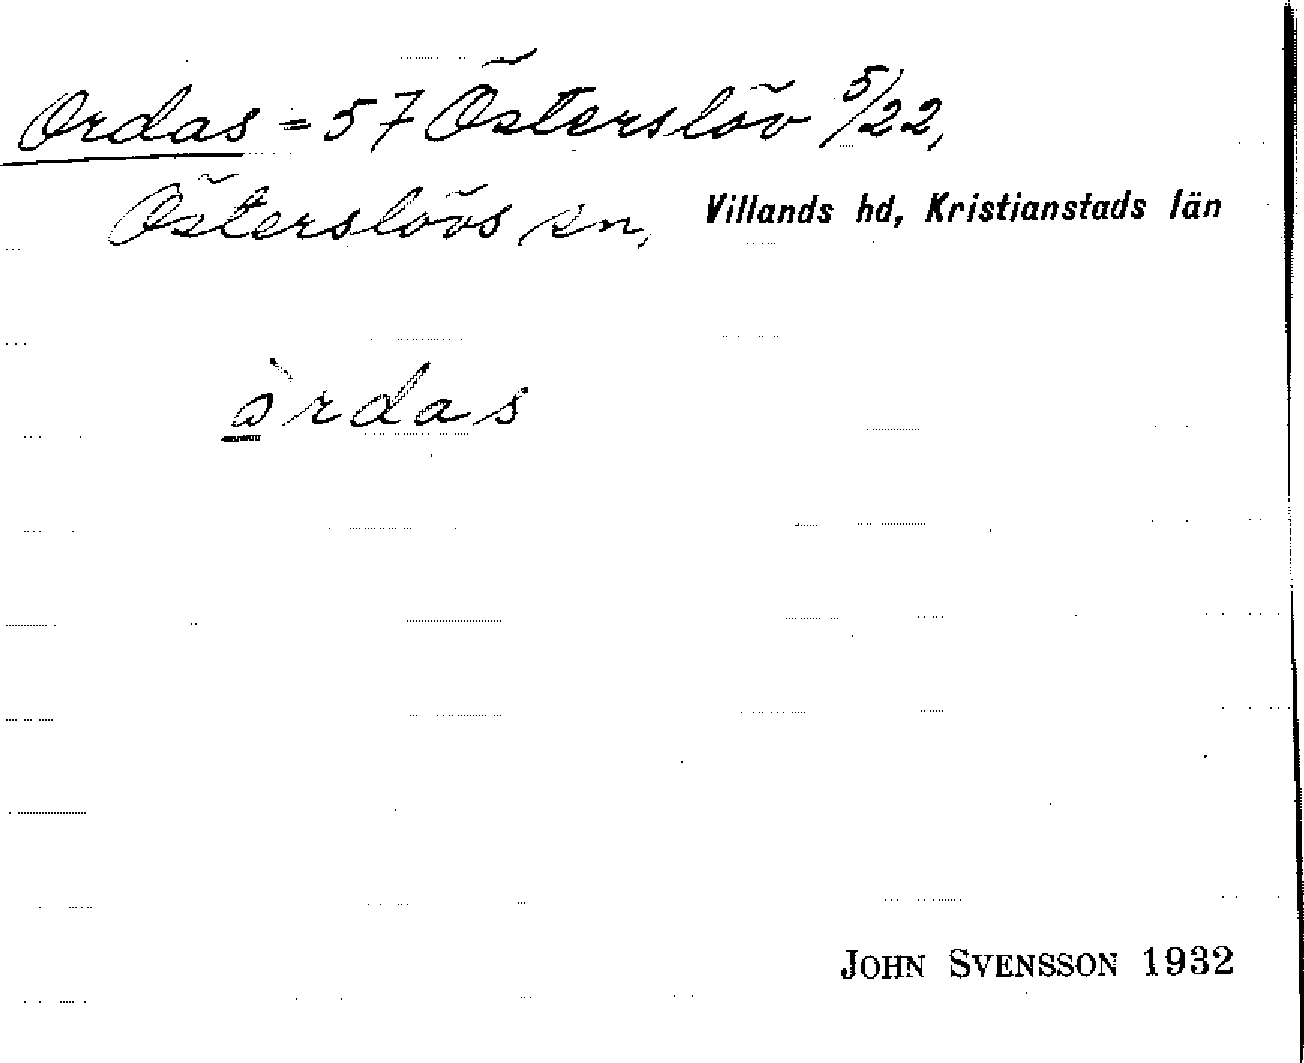 Ordas = 57 Österslöv 5/22,
Österslövs sn, Villands hd, Kristianstads län
òrdas
JOHN SVENSSON 1932